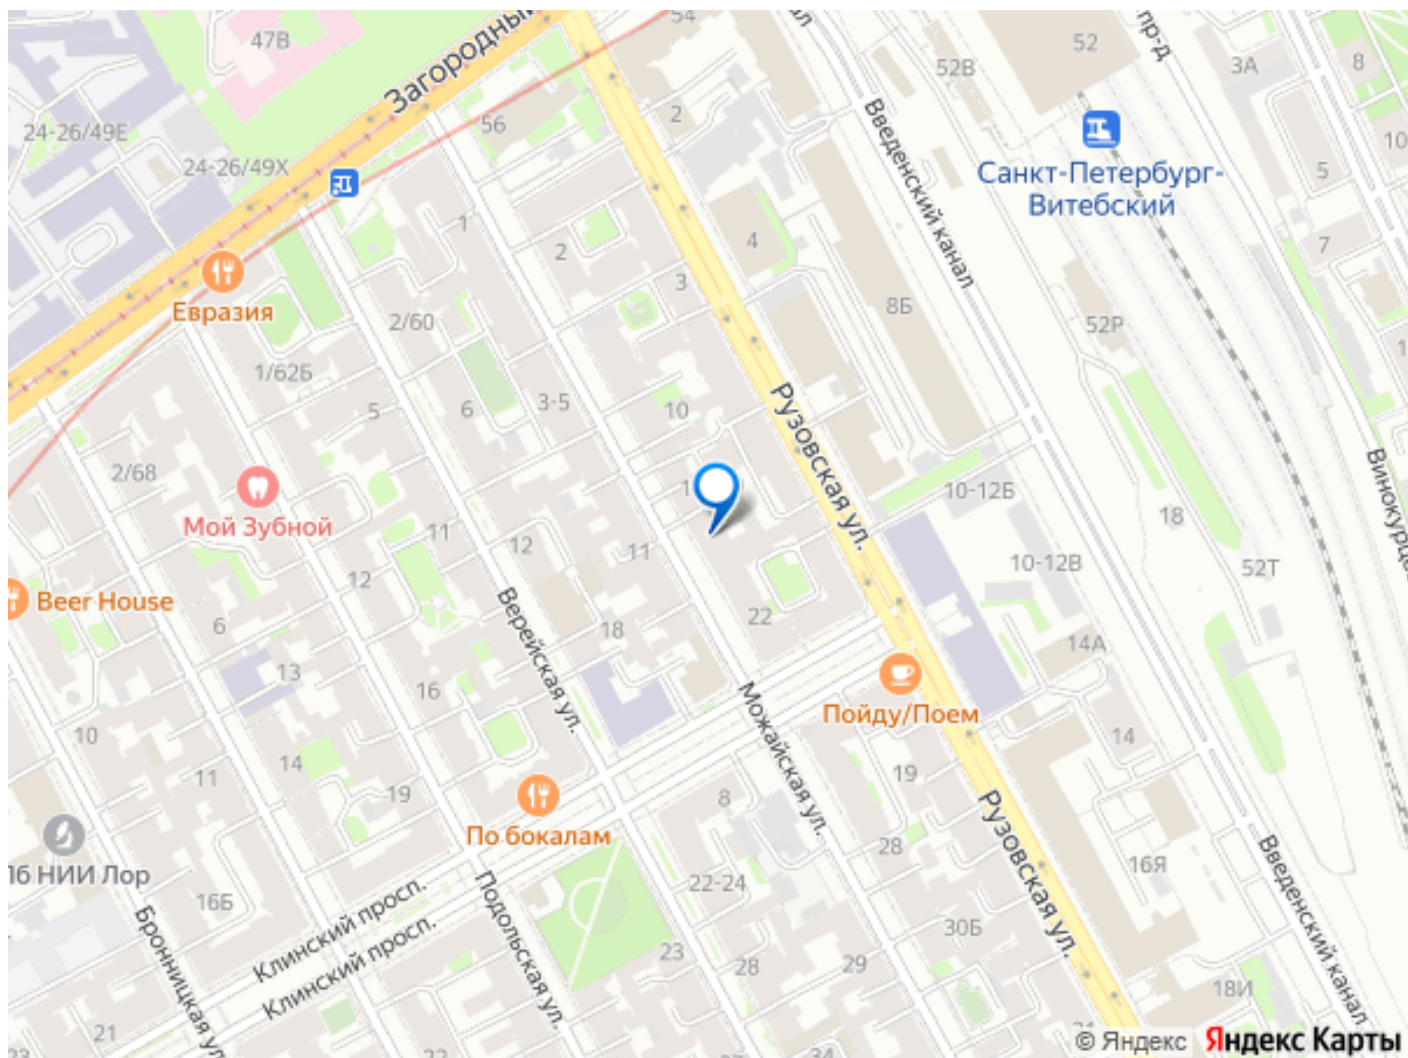 54
47В
Загородный
52
пр-д
3А
8
52В
24-26/49Е
56
2
Введенский канал
10
24-26/49Х
5
Санкт-Петербург-
Витебский
1
2
4
3
7
Евразия
2/60
8Б
52Р
1/62Б
5
6
3-5
10
Рузовская ул.
2/68
Мой Зубной
10-12Б
18
11
12
11
10-12В
52Т
Beer House
12
6
Верейская ул.
18
22
14А
13
16
Можайская ул.
Пойду/Поем
10
14
11
14
19
19
8
По бокалам
Рузовская ул.
28
16Я
Введенский канал
НИИ Лор
16Б
22-24
Клинский просп.
Клинский просп.
Подольская ул.
30Б
Бронницкая
23
28
29
18И
21
22
© Яндекс Яндекс Карты